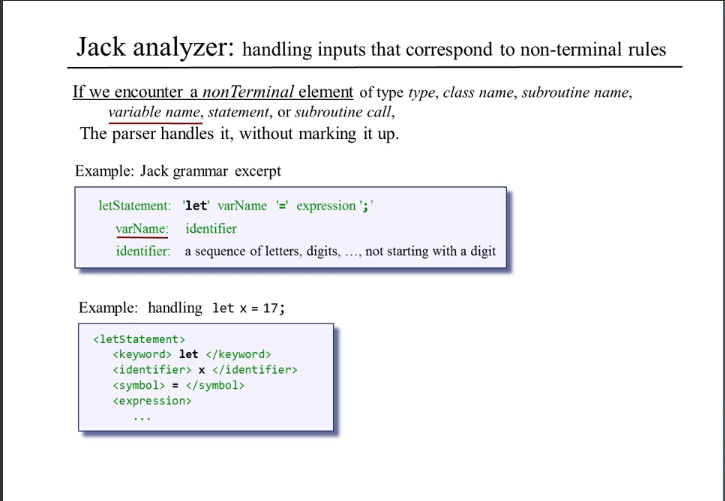 Jack analyzer: handling inputs that correspond to non-terminal rules
If we encounter a nonTerminal element of type type, class name, subroutine name,
variable name, statement, or subroutine call,
The parser handles it, without marking it up.
Example: Jack grammar excerpt
letStatement: 'let' varName '=' expression ';'
varName: identifier
identifier: a sequence of letters, digits, …, not starting with a digit
Example: handling let x = 17;
<letStatement>
<keyword> let </keyword>
<identifier> x </identifier>
<symbol> = </symbol>
<expression>
...